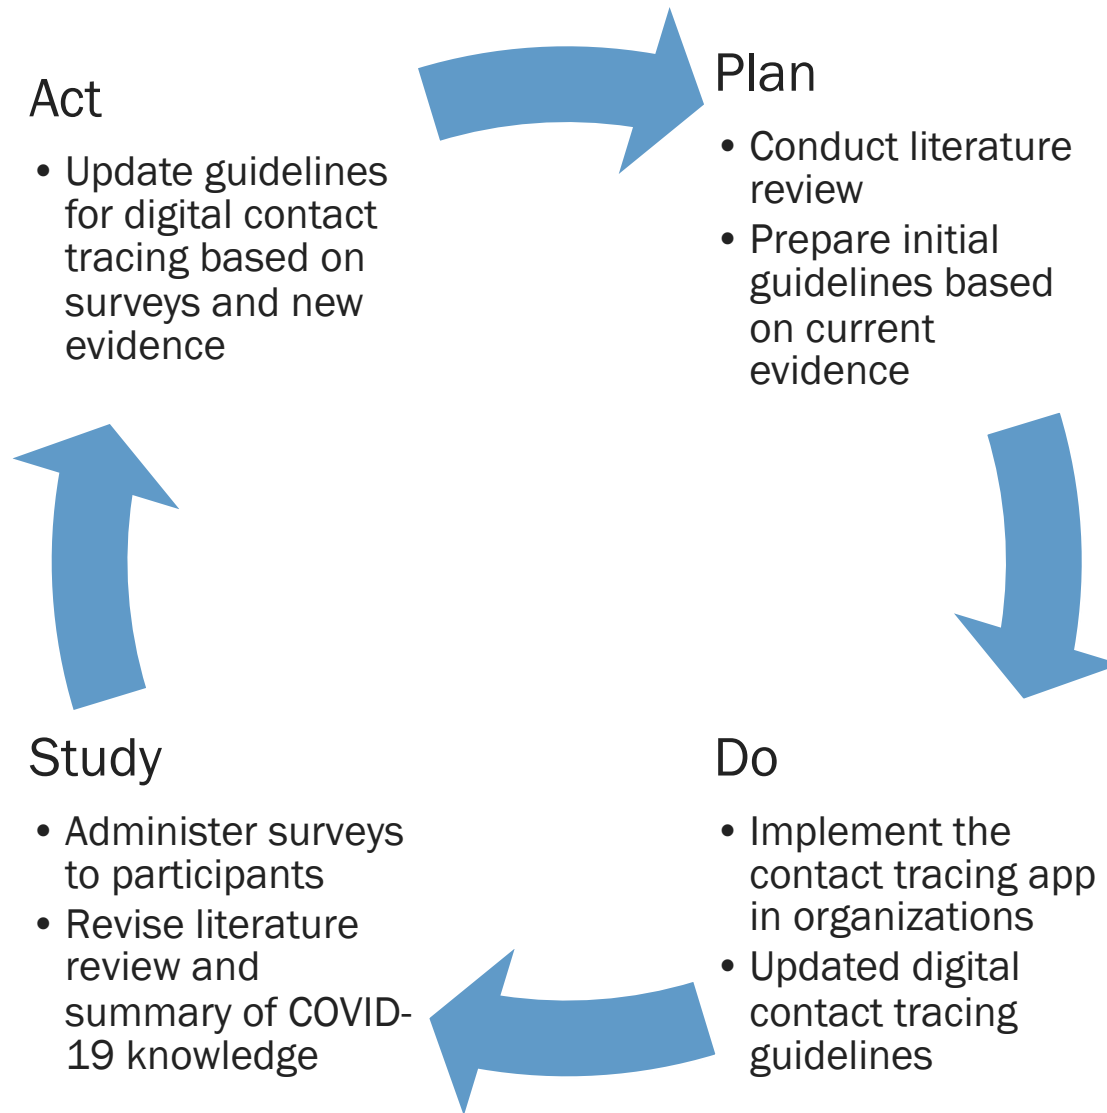 Act
• Update guidelines
for digital contact
tracing based on
surveys and new
evidence
Plan
• Conduct literature
review
• Prepare initial
guidelines based
on current
evidence
Study
• Administer surveys
to participants
• Revise literature
review and
summary of COVID-
19 knowledge
Do
• Implement the
contact tracing app
in organizations
• Updated digital
contact tracing
guidelines